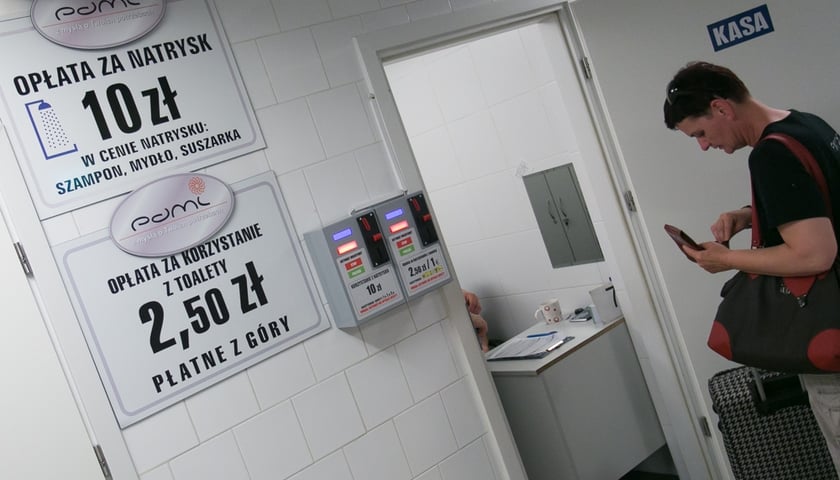 pdml
OPŁATA ZA NATRYSK
10 zł
W CENIE NATRYSKU:
SZAMPON, MYDŁO, SUSZARKA
pdml
OPŁATA ZA KORZYSTANIE
Z TOALETY
2,50 zł
PŁATNE Z GÓRY
10 zł
2,50 zł / 1€
KASA